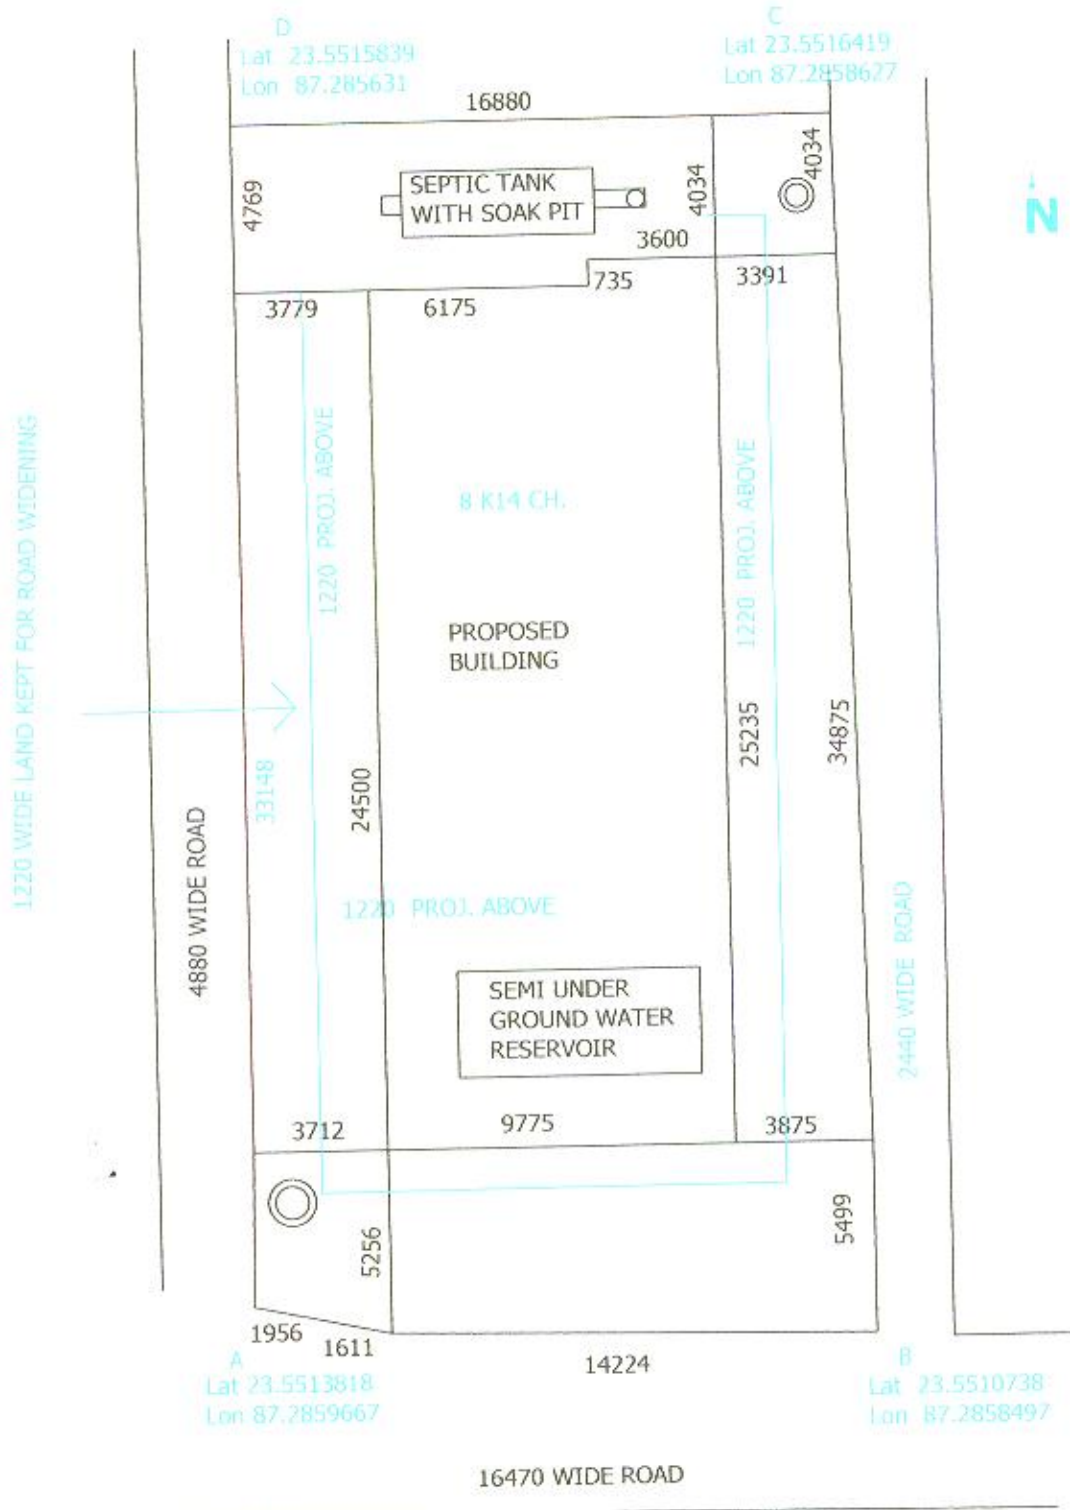 D
Lat 23.5515839
Lon 87.285631
C
Lat 23.5516419
Lon 87.2858627
16880
4769
SEPTIC TANK
WITH SOAK PIT
4034
4034
N
3600
735
3391
3779
6175
1220 PROJ. ABOVE
1220 PROJ. ABOVE
8 K14 CH.
1220 WIDE LAND KEPT FOR ROAD WIDENING
PROPOSED
BUILDING
25235
34875
33148
24500
4880 WIDE ROAD
1220 PROJ. ABOVE
2440 WIDE ROAD
SEMI UNDER
GROUND WATER
RESERVOIR
3712
9775
3875
5256
5499
1956
1611
14224
A
Lat 23.5513818
Lon 87.2859667
B
Lat 23.5510738
Lon 87.2858497
16470 WIDE ROAD